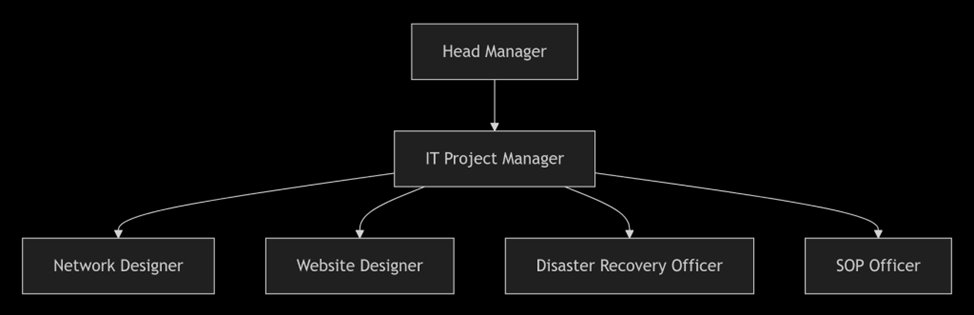 Head Manager
IT Project Manager
Network Designer
Website Designer
Disaster Recovery Officer
SOP Officer